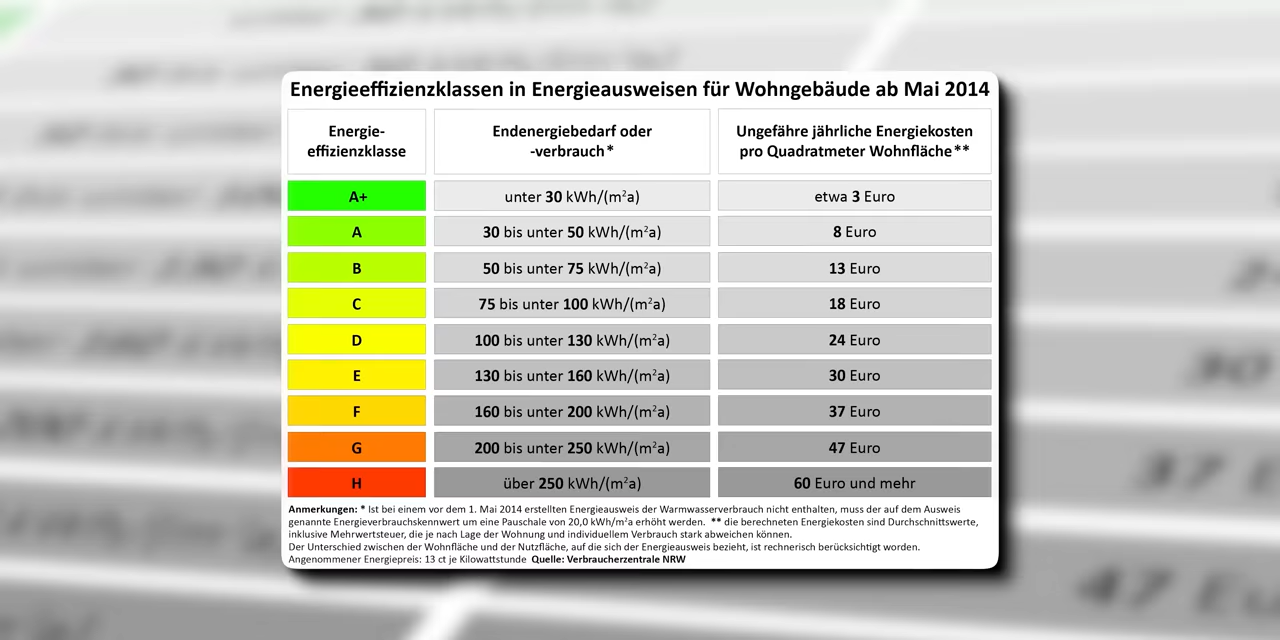 Energieeffizienzklassen in Energieausweisen für Wohngebäude ab Mai 2014
Energie-
effizienzklasse
Endenergiebedarf oder
-verbrauch*
Ungefähre jährliche Energiekosten
pro Quadratmeter Wohnfläche**
A+ unter 30 kWh/(m²a) etwa 3 Euro
A 30 bis unter 50 kWh/(m²a) 8 Euro
B 50 bis unter 75 kWh/(m²a) 13 Euro
C 75 bis unter 100 kWh/(m²a) 18 Euro
D 100 bis unter 130 kWh/(m²a) 24 Euro
E 130 bis unter 160 kWh/(m²a) 30 Euro
F 160 bis unter 200 kWh/(m²a) 37 Euro
G 200 bis unter 250 kWh/(m²a) 47 Euro
H über 250 kWh/(m²a) 60 Euro und mehr
Anmerkungen: * Ist bei einem vor dem 1. Mai 2014 erstellten Energieausweis der Warmwasserverbrauch nicht enthalten, muss der auf dem Ausweis
genannte Energieverbrauchskennwert um eine Pauschale von 20,0 kWh/m²a erhöht werden. ** die berechneten Energiekosten sind Durchschnittswerte,
inklusive Mehrwertsteuer, die je nach Lage der Wohnung und individuellem Verbrauch stark abweichen können.
Der Unterschied zwischen der Wohnfläche und der Nutzfläche, auf die sich der Energieausweis bezieht, ist rechnerisch berücksichtigt worden.
Angenommener Energiepreis: 13 ct je Kilowattstunde Quelle: Verbraucherzentrale NRW
30
37 E
47 Eu